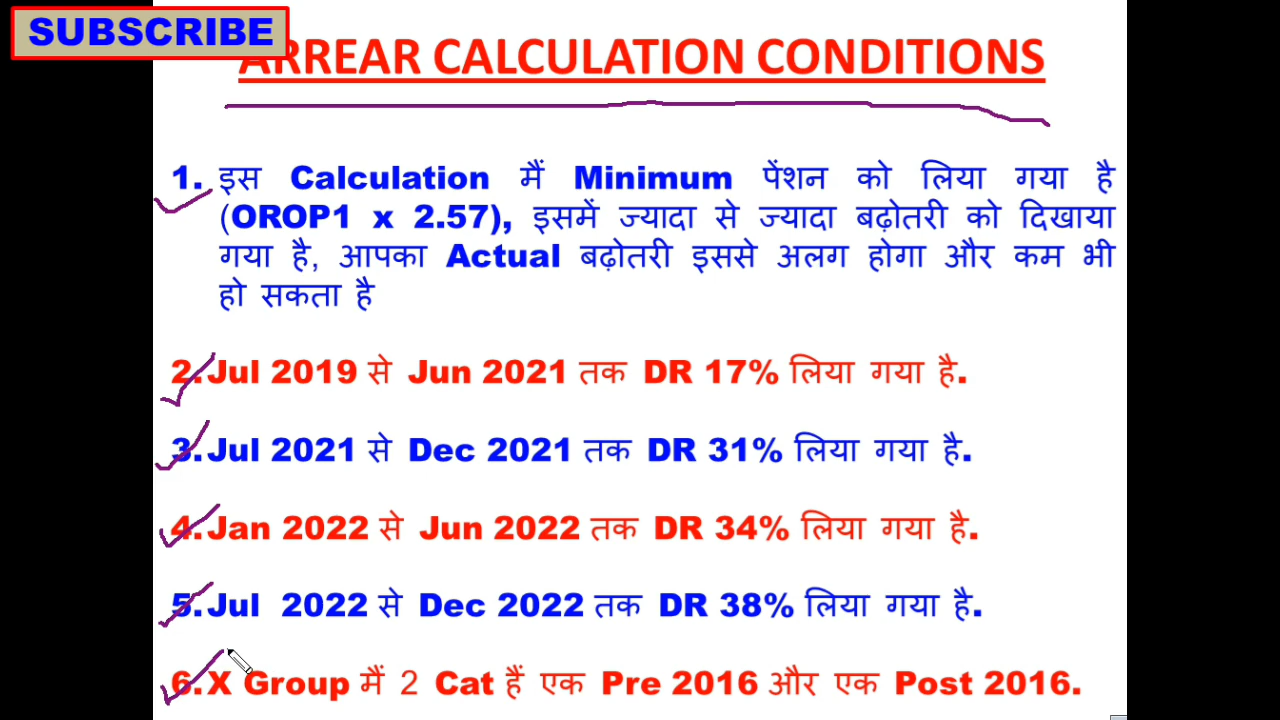 SUBSCRIBE
ARREAR CALCULATION CONDITIONS
1. इस Calculation मैं Minimum पेंशन को लिया गया है
(OROP1 x 2.57), इसमें ज्यादा से ज्यादा बढ़ोतरी को दिखाया
गया है, आपका Actual बढ़ोतरी इससे अलग होगा और कम भी
हो सकता है
2. Jul 2019 से Jun 2021 तक DR 17% लिया गया है.
3. Jul 2021 से Dec 2021 तक DR 31% लिया गया है.
4. Jan 2022 से Jun 2022 तक DR 34% लिया गया है.
5. Jul 2022 से Dec 2022 तक DR 38% लिया गया है.
6. X Group मैं 2 Cat हैं एक Pre 2016 और एक Post 2016.